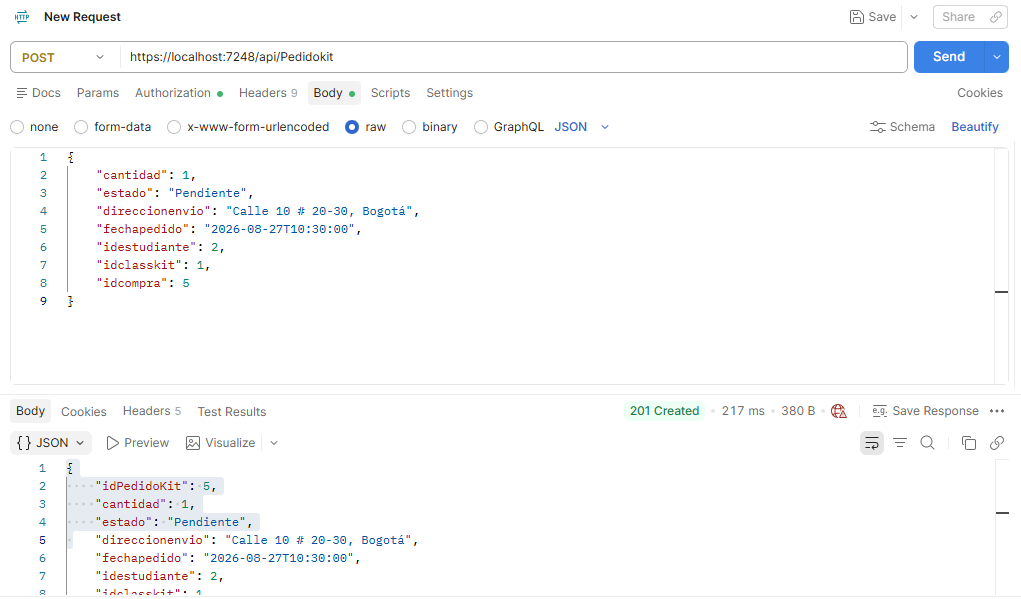 HTTP New Request Save Share
POST https://localhost:7248/api/Pedidokit Send
Docs Params Authorization Headers 9 Body Scripts Settings Cookies
none form-data x-www-form-urlencoded raw binary GraphQL JSON Schema Beautify
1 {
2 "cantidad": 1,
3 "estado": "Pendiente",
4 "direccionenvio": "Calle 10 # 20-30, Bogotá",
5 "fechapedido": "2026-08-27T10:30:00",
6 "idestudiante": 2,
7 "idclasskit": 1,
8 "idcompra": 5
9 }
Body Cookies Headers 5 Test Results 201 Created 217 ms 380 B e.g. Save Response
{} JSON Preview Visualize
1 {
2 "idPedidoKit": 5,
3 "cantidad": 1,
4 "estado": "Pendiente",
5 "direccionenvio": "Calle 10 # 20-30, Bogotá",
6 "fechapedido": "2026-08-27T10:30:00",
7 "idestudiante": 2,
8 "idclasskit": 1